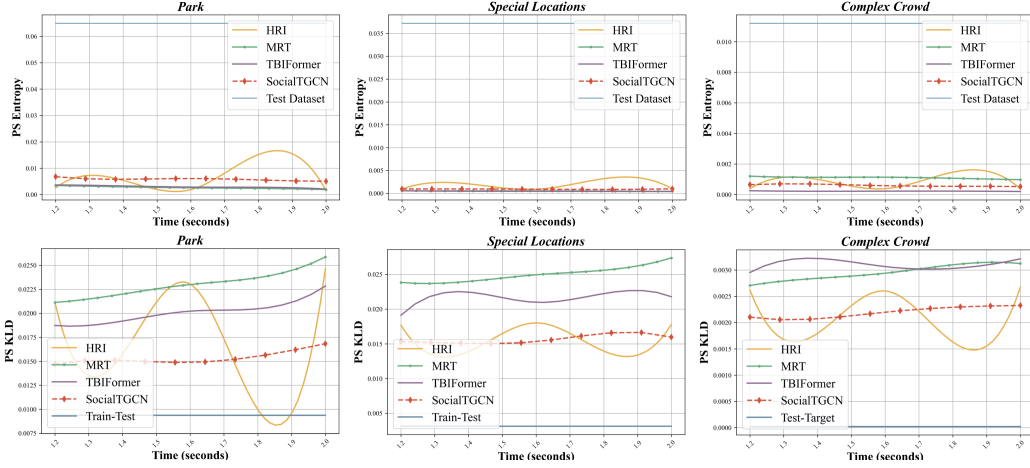 Park
PS Entropy
0.06
0.05
0.04
0.03
0.02
0.01
0.00
HRI
MRT
TBIFormer
SocialTGCN
Test Dataset
1.2 1.3 1.4 1.5 1.6 1.7 1.8 1.9 2.0
Time (seconds)
Special Locations
PS Entropy
0.035
0.030
0.025
0.020
0.015
0.010
0.005
0.000
HRI
MRT
TBIFormer
SocialTGCN
Test Dataset
1.2 1.3 1.4 1.5 1.6 1.7 1.8 1.9 2.0
Time (seconds)
Complex Crowd
PS Entropy
0.010
0.008
0.006
0.004
0.002
0.000
HRI
MRT
TBIFormer
SocialTGCN
Test Dataset
1.2 1.3 1.4 1.5 1.6 1.7 1.8 1.9 2.0
Time (seconds)
Park
PS KLD
0.0250
0.0225
0.0200
0.0175
0.0150
0.0125
0.0100
0.0075
HRI
MRT
TBIFormer
SocialTGCN
Train-Test
1.2 1.3 1.4 1.5 1.6 1.7 1.8 1.9 2.0
Time (seconds)
Special Locations
PS KLD
0.025
0.020
0.015
0.010
0.005
HRI
MRT
TBIFormer
SocialTGCN
Train-Test
1.2 1.3 1.4 1.5 1.6 1.7 1.8 1.9 2.0
Time (seconds)
Complex Crowd
PS KLD
0.0030
0.0025
0.0020
0.0015
0.0010
0.0005
0.0000
HRI
MRT
TBIFormer
SocialTGCN
Test-Target
1.2 1.3 1.4 1.5 1.6 1.7 1.8 1.9 2.0
Time (seconds)